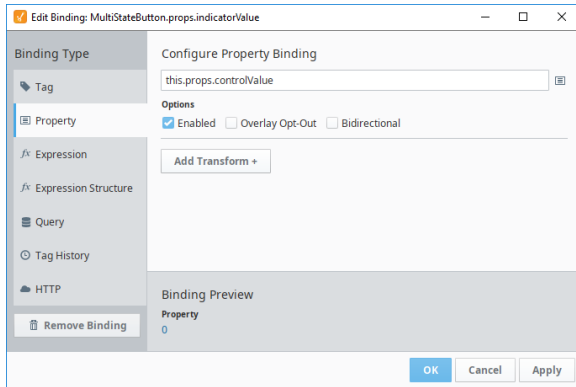 Edit Binding: MultiStateButton.props.indicatorValue
Binding Type
Tag
Property
fx Expression
fx Expression Structure
Query
Tag History
HTTP
Remove Binding
Configure Property Binding
this.props.controlValue
Options
Enabled Overlay Opt-Out Bidirectional
Add Transform +
Binding Preview
Property
0
OK Cancel Apply